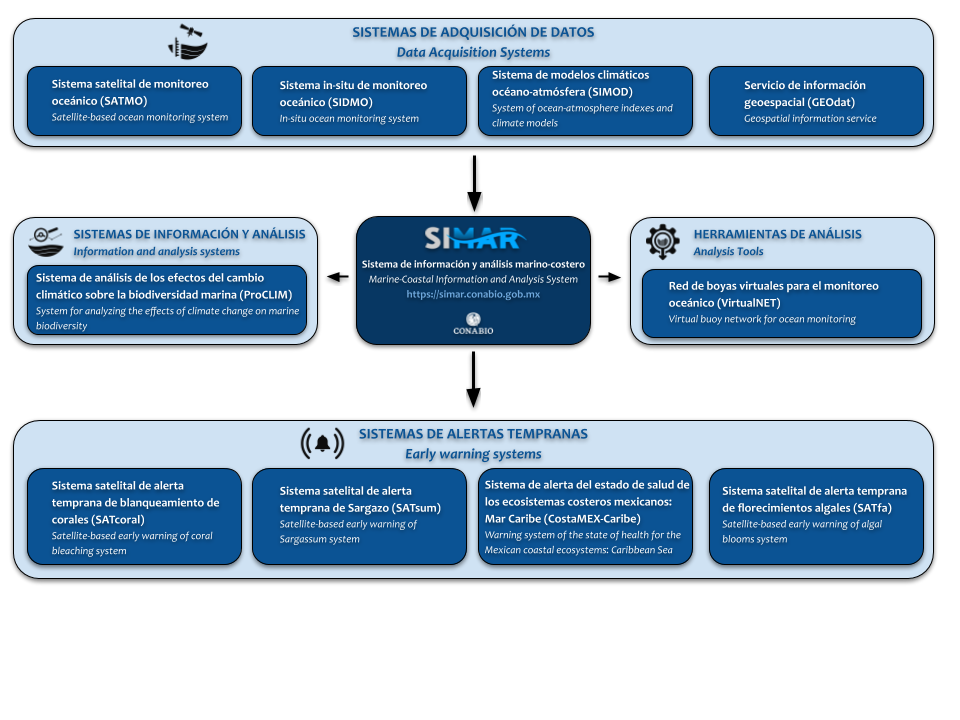 SISTEMAS DE ADQUISICIÓN DE DATOS
Data Acquisition Systems
Sistema satelital de monitoreo
oceánico (SATMO)
Satellite-based ocean monitoring system
Sistema in-situ de monitoreo
oceánico (SIDMO)
In-situ ocean monitoring system
Sistema de modelos climáticos
océano-atmósfera (SIMOD)
System of ocean-atmosphere indexes and
climate models
Servicio de información
geoespacial (GEOdat)
Geospatial information service
SISTEMAS DE INFORMACIÓN Y ANÁLISIS
Information and analysis systems
Sistema de análisis de los efectos del cambio
climático sobre la biodiversidad marina (ProCLIM)
System for analyzing the effects of climate change on marine
biodiversity
SIMAR
Sistema de información y análisis marino-costero
Marine-Coastal Information and Analysis System
https://simar.conabio.gob.mx
CONABIO
HERRAMIENTAS DE ANÁLISIS
Analysis Tools
Red de boyas virtuales para el monitoreo
oceánico (VirtualNET)
Virtual buoy network for ocean monitoring
SISTEMAS DE ALERTAS TEMPRANAS
Early warning systems
Sistema satelital de alerta
temprana de blanqueamiento de
corales (SATcoral)
Satellite-based early warning of coral
bleaching system
Sistema satelital de alerta
temprana de Sargazo (SATsum)
Satellite-based early warning of
Sargassum system
Sistema de alerta del estado de salud de
los ecosistemas costeros mexicanos:
Mar Caribe (CostaMEX-Caribe)
Warning system of the state of health for the
Mexican coastal ecosystems: Caribbean Sea
Sistema satelital de alerta temprana
de florecimientos algales (SATfa)
Satellite-based early warning of algal
blooms system